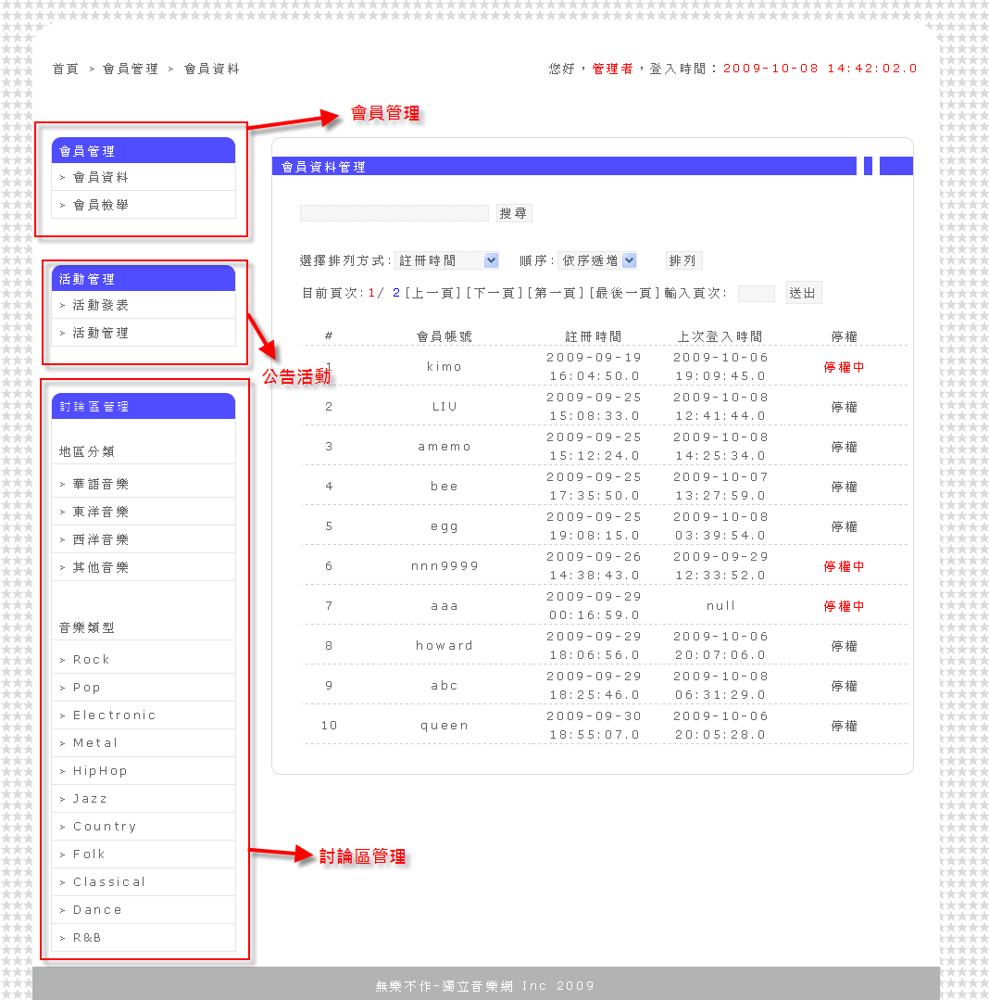 首頁 > 會員管理 > 會員資料
您好，管理者，登入時間：2009-10-08 14:42:02.0
會員管理
會員管理
> 會員資料
> 會員檢舉
活動管理
> 活動發表
> 活動管理
公告活動
討論區管理
地區分類
> 華語音樂
> 東洋音樂
> 西洋音樂
> 其他音樂
音樂類型
> Rock
> Pop
> Electronic
> Metal
> HipHop
> Jazz
> Country
> Folk
> Classical
> Dance
> R&B
討論區管理
會員資料管理
搜尋
選擇排列方式: 註冊時間 順序: 依序遞增 排列
目前頁次:1/ 2[上一頁][下一頁][第一頁][最後一頁]輸入頁次: 送出
# 會員帳號 註冊時間 上次登入時間 停權
1 kimo 2009-09-19 16:04:50.0 2009-10-06 19:09:45.0 停權中
2 LIU 2009-09-25 15:08:33.0 2009-10-08 12:41:44.0 停權
3 amemo 2009-09-25 15:12:24.0 2009-10-08 14:25:34.0 停權
4 bee 2009-09-25 17:35:50.0 2009-10-07 13:27:59.0 停權
5 egg 2009-09-25 19:08:15.0 2009-10-08 03:39:54.0 停權
6 nnn9999 2009-09-26 14:38:43.0 2009-09-29 12:33:52.0 停權中
7 aaa 2009-09-29 00:16:59.0 null 停權中
8 howard 2009-09-29 18:06:56.0 2009-10-06 20:07:06.0 停權
9 abc 2009-09-29 18:25:46.0 2009-10-08 06:31:29.0 停權
10 queen 2009-09-30 18:55:07.0 2009-10-06 20:05:28.0 停權
無樂不作-獨立音樂網 Inc 2009